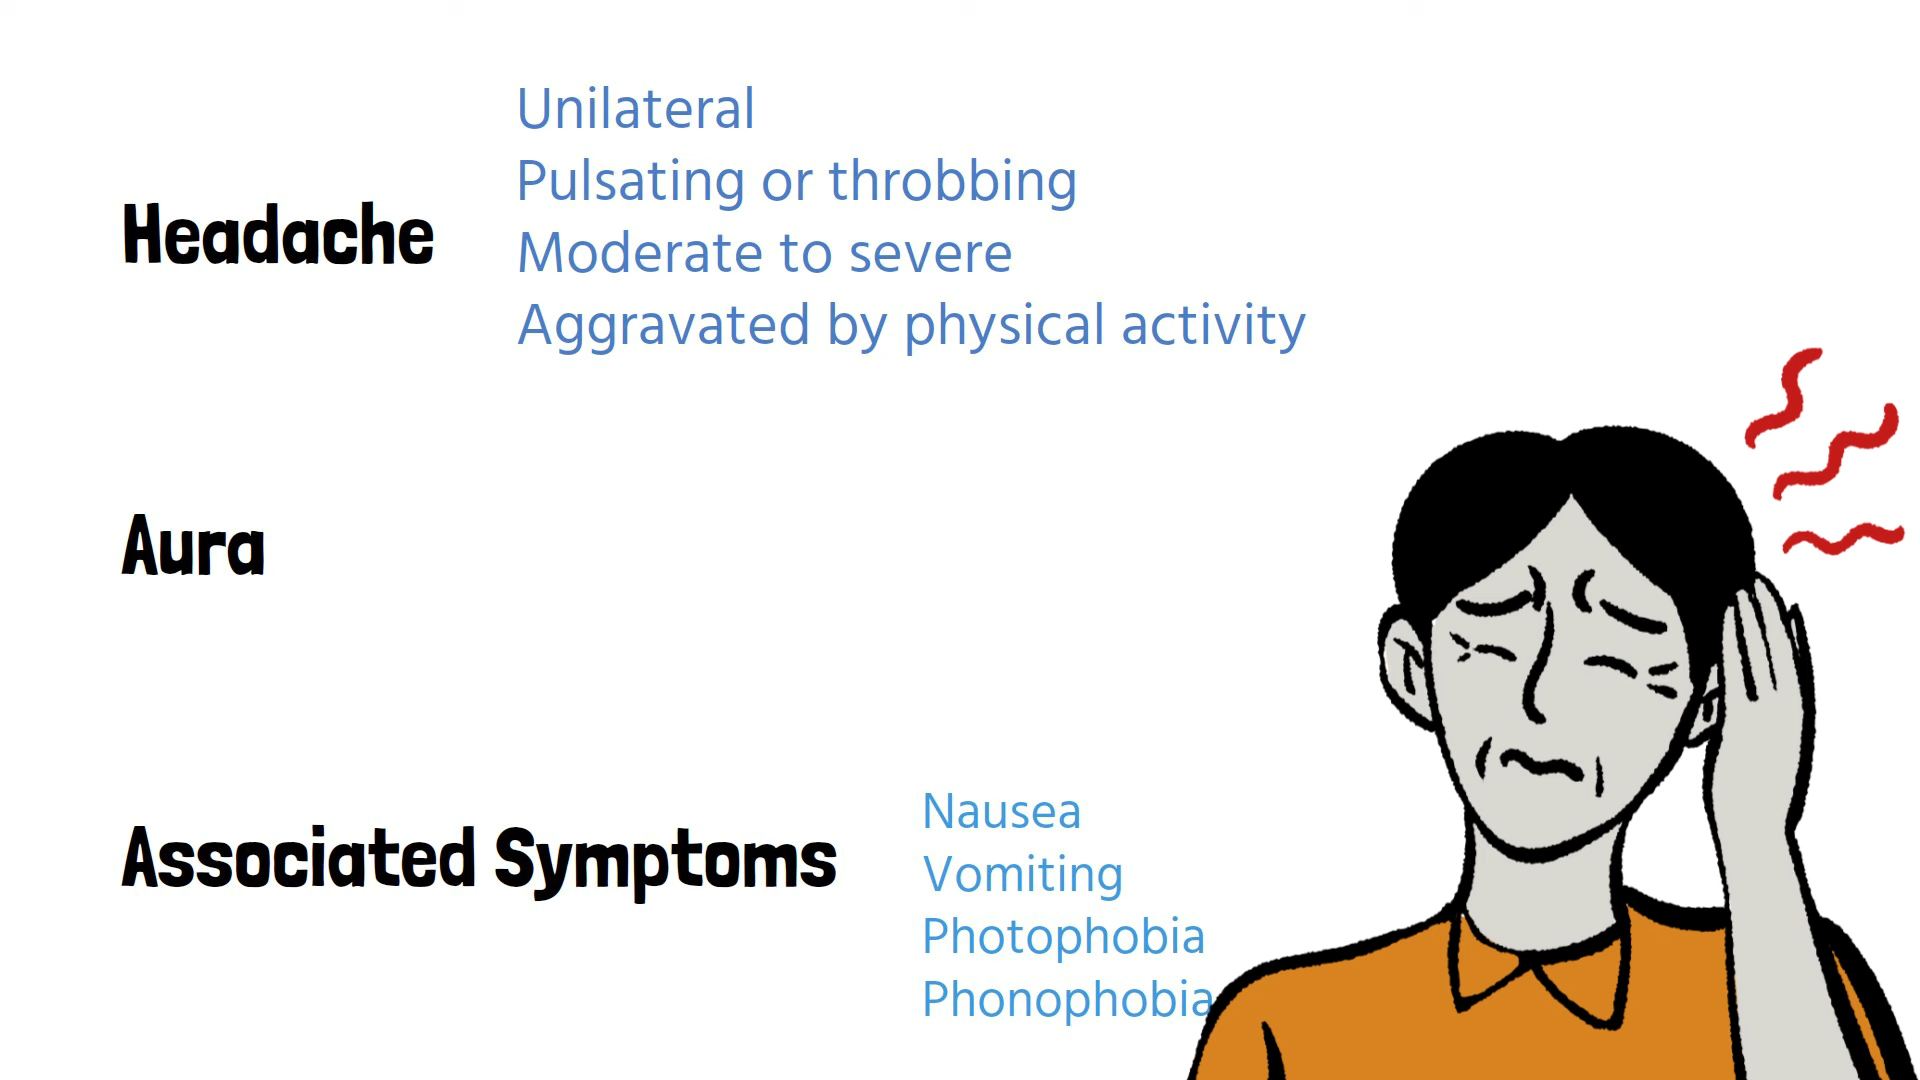 Headache
Unilateral
Pulsating or throbbing
Moderate to severe
Aggravated by physical activity
Aura
Associated Symptoms
Nausea
Vomiting
Photophobia
Phonophobia